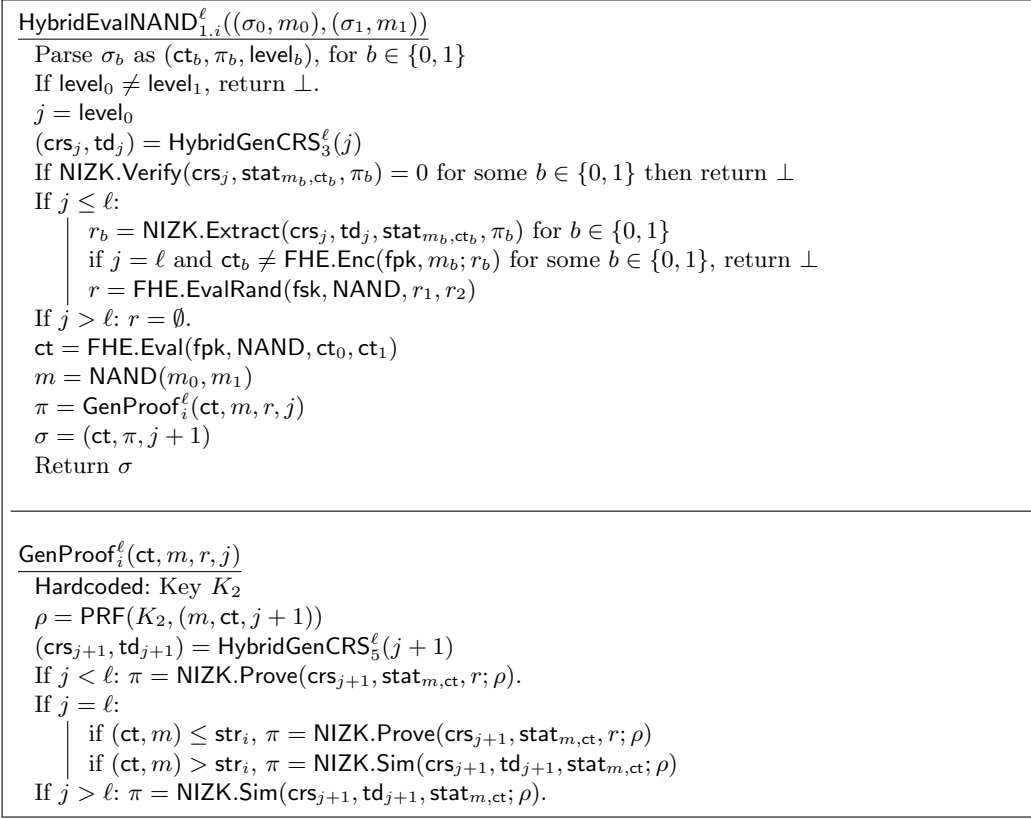 HybridEvalNAND^ℓ_{1.i}((σ_0, m_0), (σ_1, m_1))
Parse σ_b as (ct_b, π_b, level_b), for b ∈ {0, 1}
If level_0 ≠ level_1, return ⊥.
j = level_0
(crs_j, td_j) = HybridGenCRS^ℓ_3(j)
If NIZK.Verify(crs_j, stat_{m_b,ct_b}, π_b) = 0 for some b ∈ {0, 1} then return ⊥
If j ≤ ℓ:
r_b = NIZK.Extract(crs_j, td_j, stat_{m_b,ct_b}, π_b) for b ∈ {0, 1}
if j = ℓ and ct_b ≠ FHE.Enc(fpk, m_b; r_b) for some b ∈ {0, 1}, return ⊥
r = FHE.EvalRand(fsk, NAND, r_1, r_2)
If j > ℓ: r = ∅.
ct = FHE.Eval(fpk, NAND, ct_0, ct_1)
m = NAND(m_0, m_1)
π = GenProof^ℓ_i(ct, m, r, j)
σ = (ct, π, j + 1)
Return σ
GenProof^ℓ_i(ct, m, r, j)
Hardcoded: Key K_2
ρ = PRF(K_2, (m, ct, j + 1))
(crs_{j+1}, td_{j+1}) = HybridGenCRS^ℓ_5(j + 1)
If j < ℓ: π = NIZK.Prove(crs_{j+1}, stat_{m,ct}, r; ρ).
If j = ℓ:
if (ct, m) ≤ str_i, π = NIZK.Prove(crs_{j+1}, stat_{m,ct}, r; ρ)
if (ct, m) > str_i, π = NIZK.Sim(crs_{j+1}, td_{j+1}, stat_{m,ct}; ρ)
If j > ℓ: π = NIZK.Sim(crs_{j+1}, td_{j+1}, stat_{m,ct}; ρ).